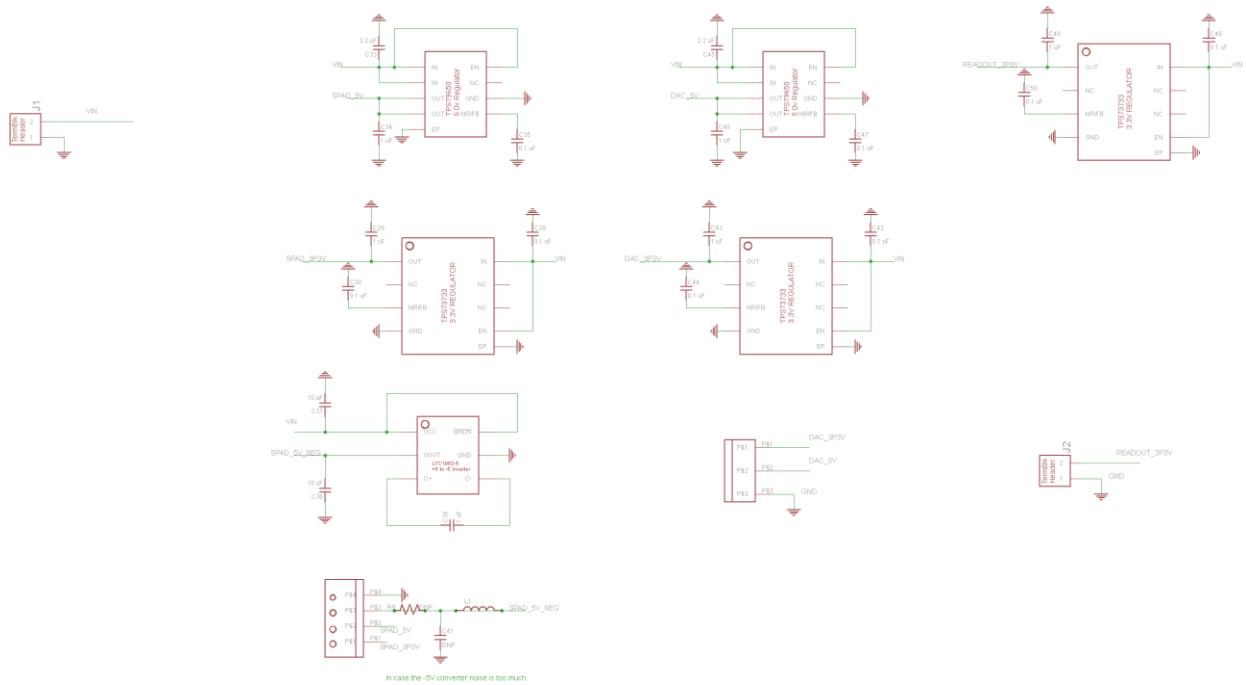 J1
TermBlk
Header
2
1
VIN
2.2 uF
C33
VIN
SPAD_5V
IN
IN
OUT
OUT
EP
EN
NC
GND
NR/FB
TPS79650
5.0v Regulator
C34
1 uF
C35
0.1 uF
2.2 uF
C45
VIN
DAC_5V
IN
IN
OUT
OUT
EP
EN
NC
GND
NR/FB
TPS79650
5.0v Regulator
C46
1 uF
C47
0.1 uF
C49
1 uF
READOUT_3P3V
C50
0.1 uF
OUT
NC
NR/FB
GND
IN
NC
NC
EN
EP
TPS73733
3.3V REGULATOR
C48
0.1 uF
VIN
1 uF
SPAD_3P3V
0.1 uF
OUT
NC
NR/FB
GND
IN
NC
NC
EN
EP
TPS73733
3.3V REGULATOR
0.1 uF
VIN
C43
1 uF
DAC_3P3V
C44
0.1 uF
OUT
NC
NR/FB
GND
IN
NC
NC
EN
EP
TPS73733
3.3V REGULATOR
C42
0.1 uF
VIN
10 uF
C37
VIN
SPAD_5V_NEG
10 uF
VCC
VOUT
C+
SHDN
GND
C-
+5 to -5 Inverter
P$1
P$2
P$3
P$1
P$2
P$3
DAC_3P3V
DAC_5V
GND
J2
TermBlk
Header
2
1
READOUT_3P3V
GND
P$4
P$3
P$2
P$1
P$4
P$3
P$2
P$1
SPAD_5V
SPAD_3P3V
DNP
L1
SPAD_5V_NEG
C41
DNP
In case the -5V converter noise is too much.